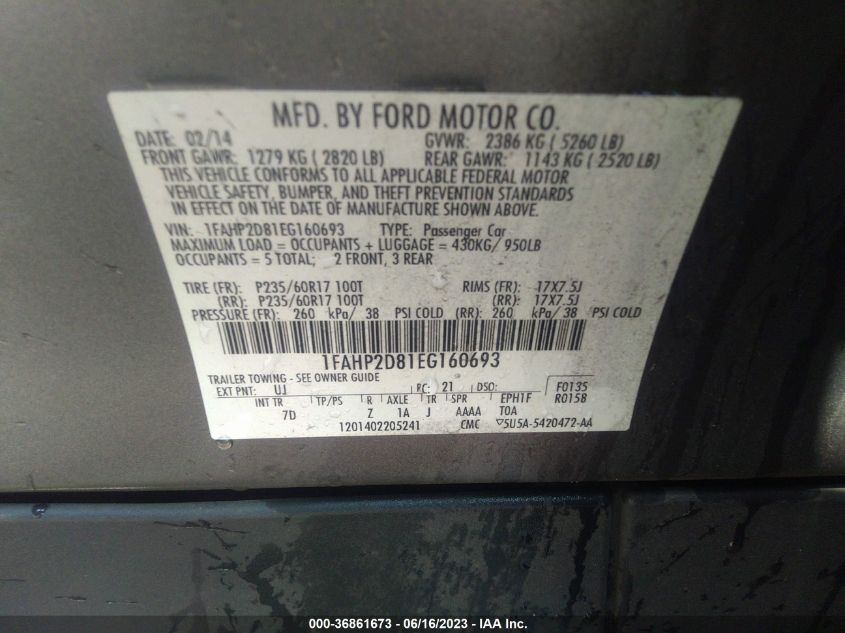 MFD. BY FORD MOTOR CO.
DATE: 02/14 GVWR: 2386 KG ( 5260 LB)
FRONT GAWR: 1279 KG ( 2820 LB) REAR GAWR: 1143 KG ( 2520 LB)
THIS VEHICLE CONFORMS TO ALL APPLICABLE FEDERAL MOTOR
VEHICLE SAFETY, BUMPER, AND THEFT PREVENTION STANDARDS
IN EFFECT ON THE DATE OF MANUFACTURE SHOWN ABOVE.
VIN: 1FAHP2D81EG160693 TYPE: Passenger Car
MAXIMUM LOAD = OCCUPANTS + LUGGAGE = 430KG/ 950LB
OCCUPANTS = 5 TOTAL; 2 FRONT, 3 REAR
TIRE (FR): P235/60R17 100T RIMS (FR): 17X7.5J
(RR): P235/60R17 100T (RR): 17X7.5J
PRESSURE (FR): 260 kPa/ 38 PSI COLD (RR): 260 kPa/ 38 PSI COLD
1FAHP2D81EG160693
TRAILER TOWING - SEE OWNER GUIDE
EXT PNT: UJ RC: 21 DSO: F0135
INT TR TP/PS R AXLE TR SPR EPH1F R0158
7D Z 1A J AAAA T0A
1201402205241 CMC ▽5U5A-5420472-AA
000-36861673 - 06/16/2023 - IAA Inc.